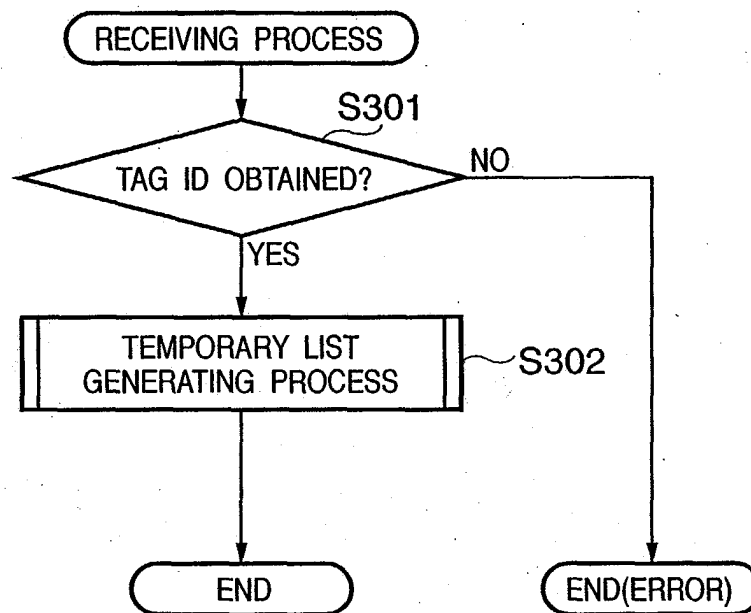 RECEIVING PROCESS
S301
TAG ID OBTAINED?
NO
YES
TEMPORARY LIST
GENERATING PROCESS
S302
END
END(ERROR)